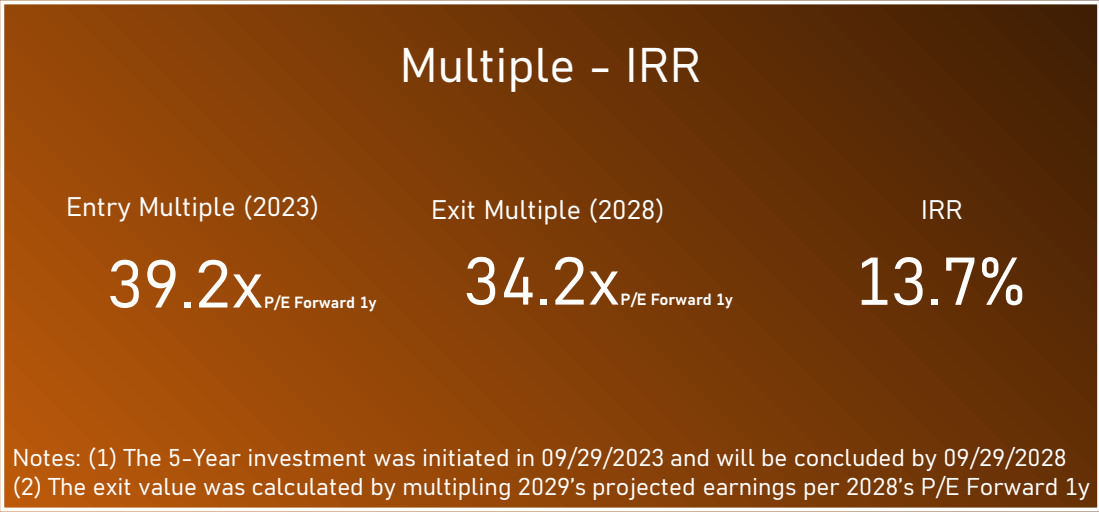 Multiple - IRR
Entry Multiple (2023)
39.2x P/E Forward 1y
Exit Multiple (2028)
34.2x P/E Forward 1y
IRR
13.7%
Notes: (1) The 5-Year investment was initiated in 09/29/2023 and will be concluded by 09/29/2028
(2) The exit value was calculated by multipling 2029's projected earnings per 2028's P/E Forward 1y